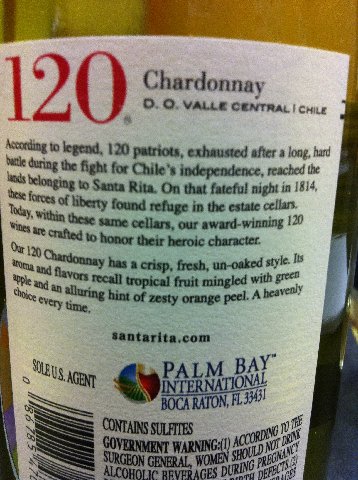 120
Chardonnay
D. O. VALLE CENTRAL | CHILE
According to legend, 120 patriots, exhausted after a long, hard
battle during the fight for Chile's independence, reached the
lands belonging to Santa Rita. On that fateful night in 1814,
these forces of liberty found refuge in the estate cellars.
Today, within these same cellars, our award-winning 120
wines are crafted to honor their heroic character.
Our 120 Chardonnay has a crisp, fresh, un-oaked style. Its
aroma and flavors recall tropical fruit mingled with green
apple and an alluring hint of zesty orange peel. A heavenly
choice every time.
santarita.com
SOLE U.S. AGENT
PALM BAY™
INTERNATIONAL
BOCA RATON, FL 33431
CONTAINS SULFITES
GOVERNMENT WARNING:(1) ACCORDING TO THE
SURGEON GENERAL, WOMEN SHOULD NOT DRINK
ALCOHOLIC BEVERAGES DURING PREGNANCY
BIRTH DEFECTS. (2)